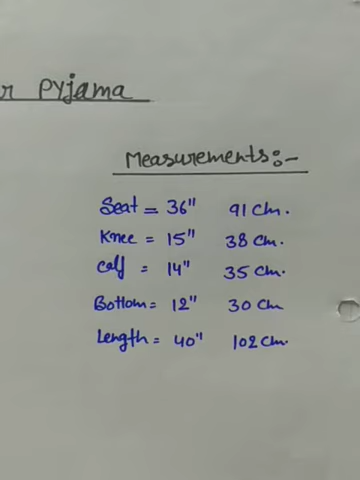 r Pyjama
Measurements:-
Seat = 36" 91 Cm.
Knee = 15" 38 Cm.
Calf = 14" 35 Cm.
Bottom = 12" 30 Cm
Length = 40" 102 Cm.